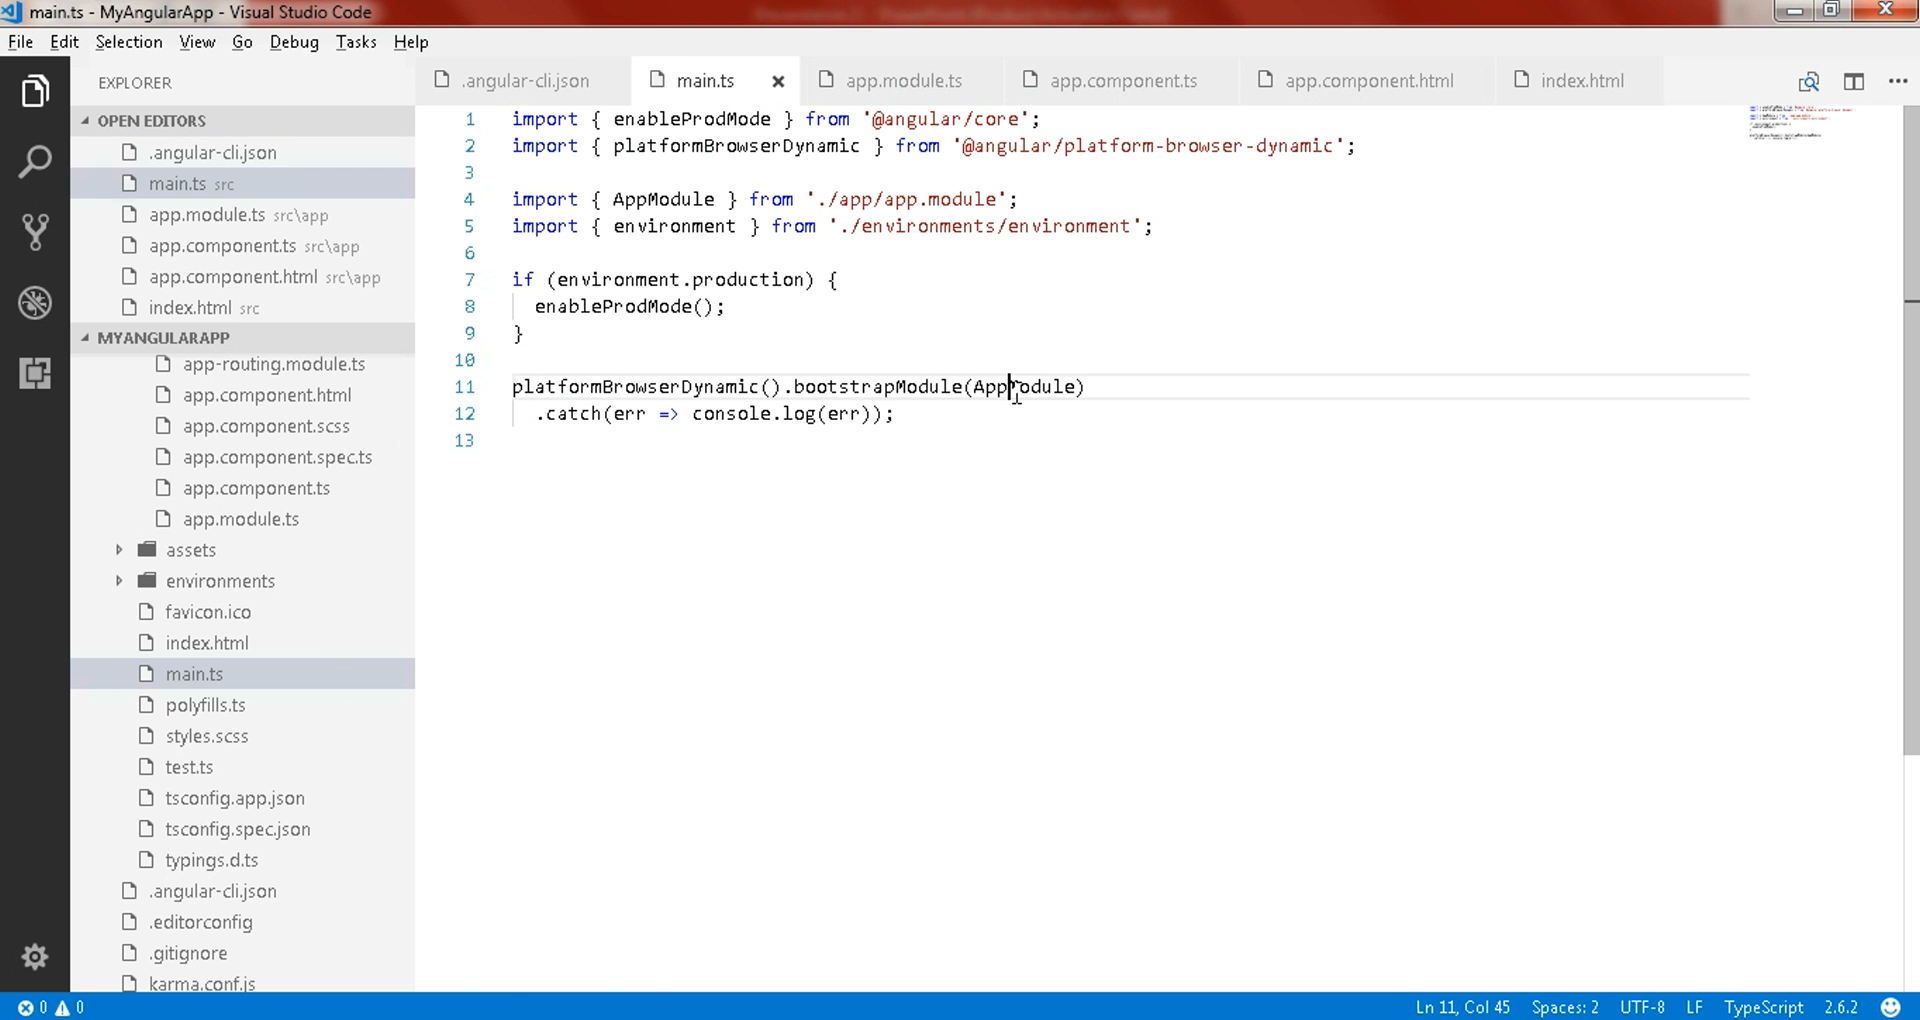 main.ts - MyAngularApp - Visual Studio Code
File Edit Selection View Go Debug Tasks Help
EXPLORER
.angular-cli.json main.ts app.module.ts app.component.ts app.component.html index.html
OPEN EDITORS
.angular-cli.json
main.ts src
app.module.ts src\app
app.component.ts src\app
app.component.html src\app
index.html src
MYANGULARAPP
app-routing.module.ts
app.component.html
app.component.scss
app.component.spec.ts
app.component.ts
app.module.ts
assets
environments
favicon.ico
index.html
main.ts
polyfills.ts
styles.scss
test.ts
tsconfig.app.json
tsconfig.spec.json
typings.d.ts
.angular-cli.json
.editorconfig
.gitignore
karma.conf.js
1 import { enableProdMode } from '@angular/core';
2 import { platformBrowserDynamic } from '@angular/platform-browser-dynamic';
3
4 import { AppModule } from './app/app.module';
5 import { environment } from './environments/environment';
6
7 if (environment.production) {
8 enableProdMode();
9 }
10
11 platformBrowserDynamic().bootstrapModule(AppModule)
12 .catch(err => console.log(err));
13
0 0 Ln 11, Col 45 Spaces: 2 UTF-8 LF TypeScript 2.6.2